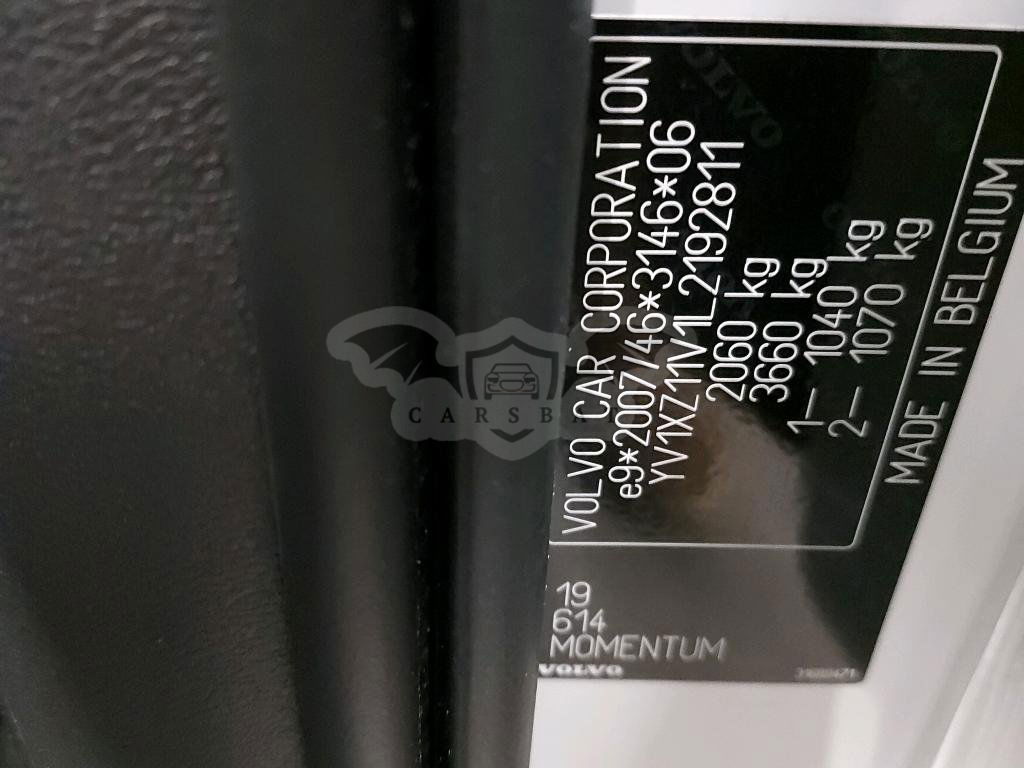 VOLVO CAR CORPORATION
e9*2007/46*3146*06
YV1XZ11V1L2192811
2060 kg
3660 kg
1— 1040 kg
2— 1070 kg
MADE IN BELGIUM
19
614
MOMENTUM
VOLVO
VOLVO